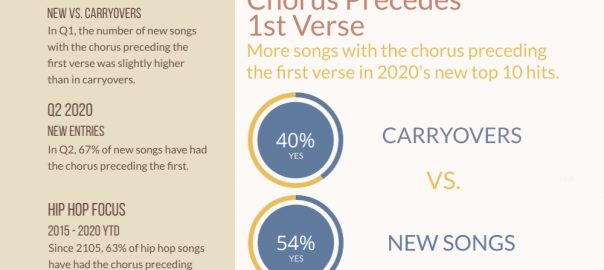 NEW VS. CARRYOVERS
In Q1, the number of new songs
with the chorus preceding the
first verse was slightly higher
than in carryovers.
Q2 2020
NEW ENTRIES
In Q2, 67% of new songs have had
the chorus preceding the first.
HIP HOP FOCUS
2015 - 2020 YTD
Since 2105, 63% of hip hop songs
have had the chorus preceding
Chorus Precedes
1st Verse
More songs with the chorus preceding
the first verse in 2020's new top 10 hits.
40%
YES
CARRYOVERS
VS.
54%
YES
NEW SONGS